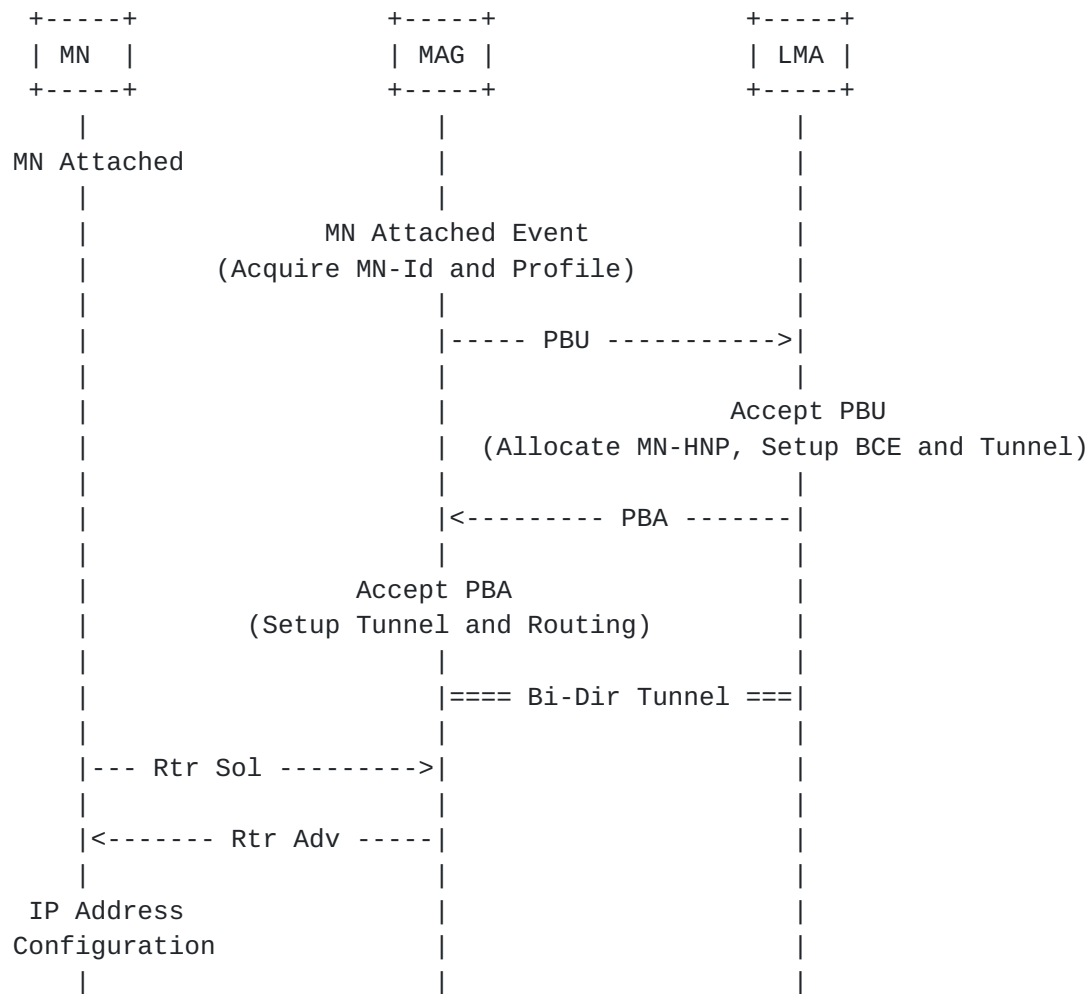 MN MAG LMA
MN Attached
MN Attached Event
(Acquire MN-Id and Profile)
PBU
Accept PBU
(Allocate MN-HNP, Setup BCE and Tunnel)
PBA
Accept PBA
(Setup Tunnel and Routing)
Bi-Dir Tunnel
Rtr Sol
Rtr Adv
IP Address
Configuration